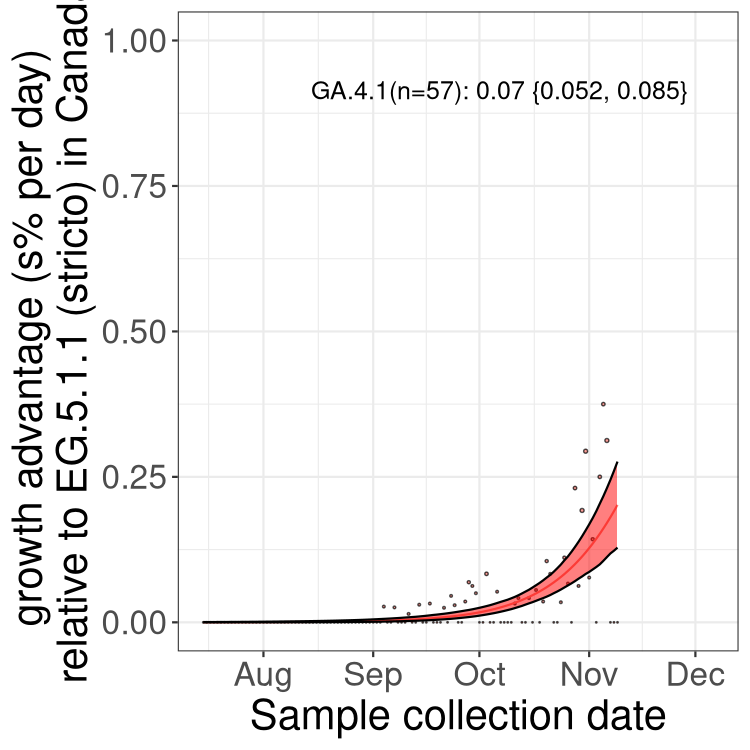 growth advantage (s% per day)
relative to EG.5.1.1 (stricto) in Canada
1.00
0.75
0.50
0.25
0.00
GA.4.1(n=57): 0.07 {0.052, 0.085}
Aug Sep Oct Nov Dec
Sample collection date